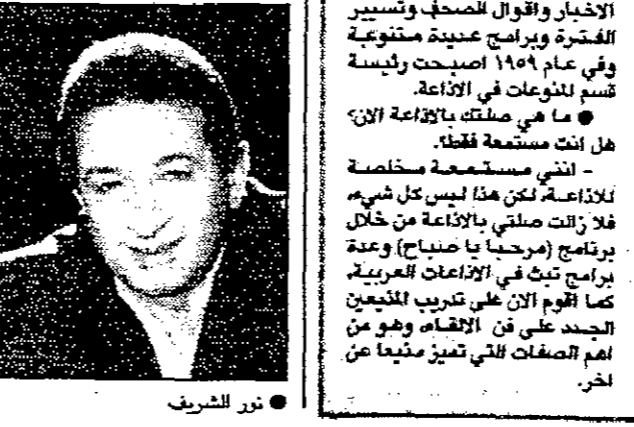 الاخبار واقوال الصحف وتسيير
الفترة وبرامج عديدة متنوعة
وفي عام ١٩٥٩ اصبحت رئيسة
قسم المنوعات في الاذاعة.
● ما هي صلتك بالاذاعة الان؟
هل انت مستمعة فقط؟.
- انني مستمعة مخلصة
للاذاعة، لكن هذا ليس كل شيء،
فلا زالت صلتي بالاذاعة من خلال
برنامج (مرحبا يا صباح) وعدة
برامج تبث في الاذاعات العربية،
كما اقوم الان على تدريب المذيعين
الجدد على فن الالقاء، وهو من
اهم الصفات التي تميز مذيعا عن
اخر.
● نور الشريف